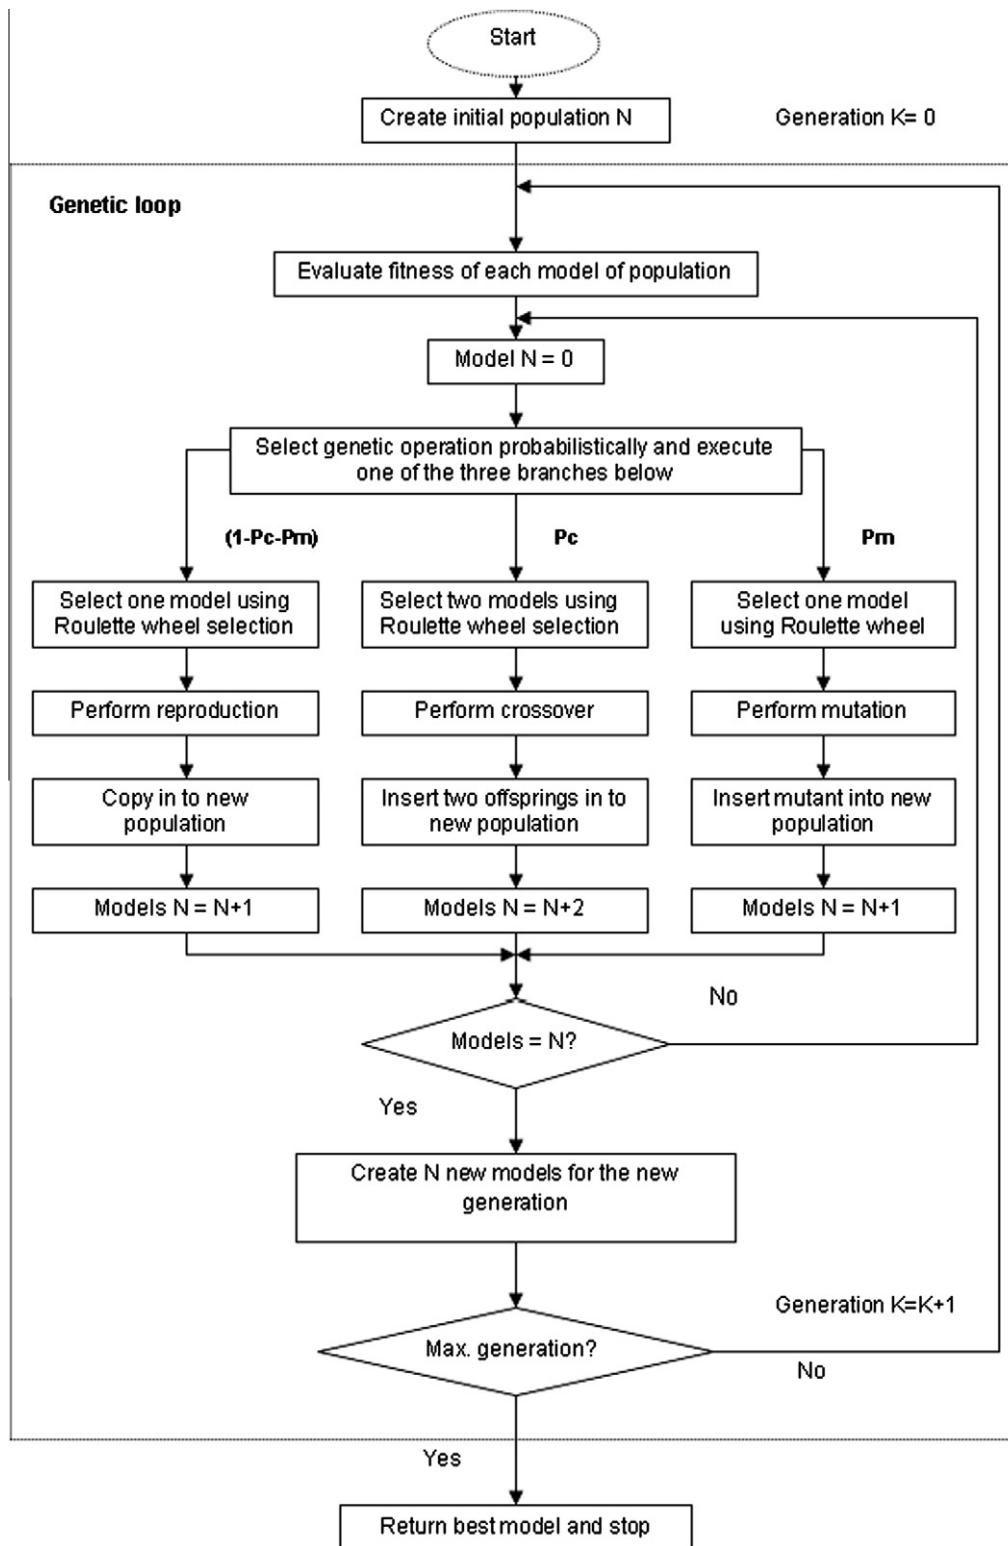 Start
Create initial population N
Generation K= 0
Genetic loop
Evaluate fitness of each model of population
Model N = 0
Select genetic operation probabilistically and execute
one of the three branches below
(1-Pc-Pm)
Pc
Pm
Select one model using
Roulette wheel selection
Select two models using
Roulette wheel selection
Select one model
using Roulette wheel
Perform reproduction
Perform crossover
Perform mutation
Copy in to new
population
Insert two offsprings in to
new population
Insert mutant into new
population
Models N = N+1
Models N = N+2
Models N = N+1
No
Models = N?
Yes
Create N new models for the new
generation
Generation K=K+1
Max. generation?
No
Yes
Return best model and stop